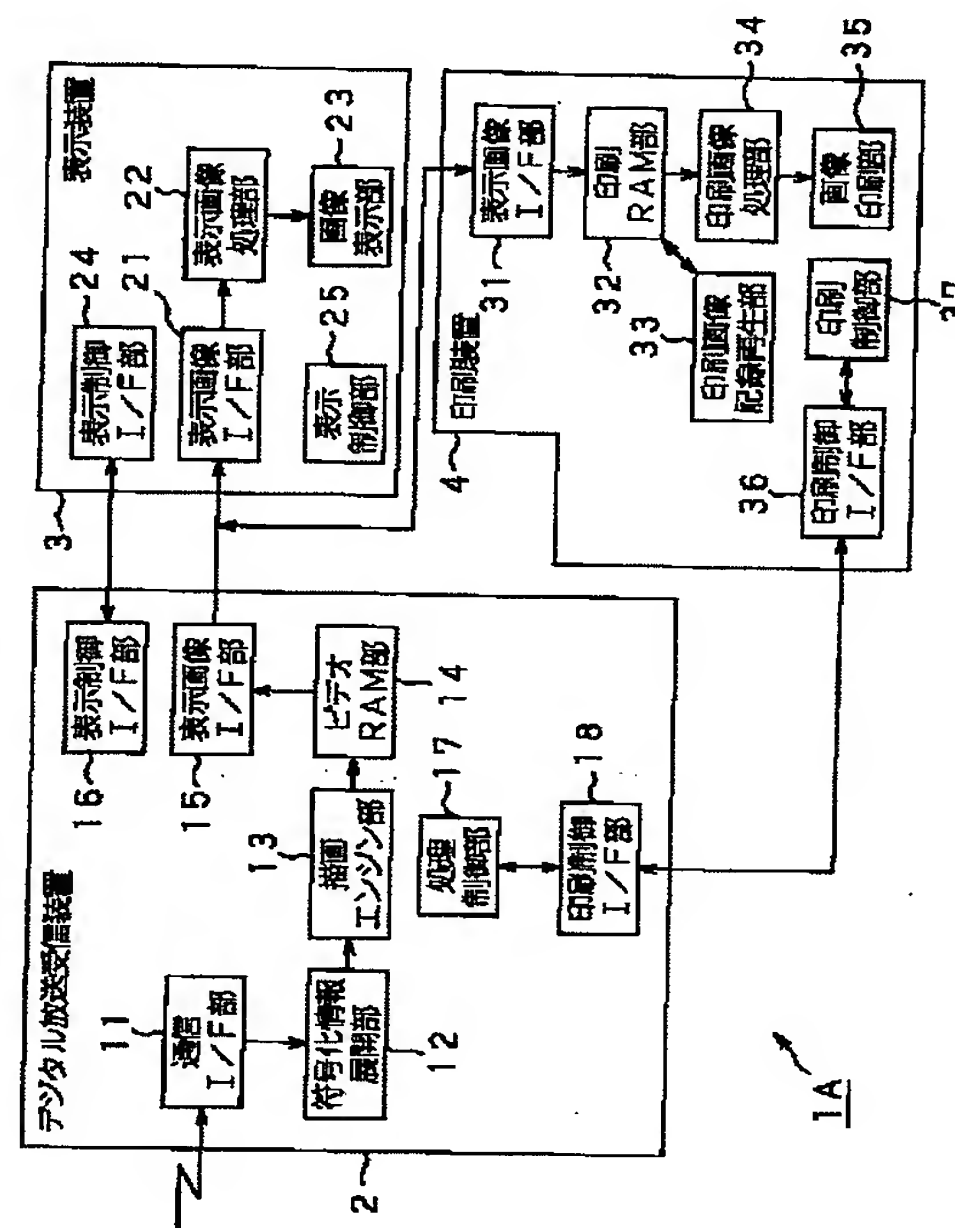 デジタル放送受信装置
11
通信
I/F部
符号化情報
展開部
12
13
描画
エンジン部
ビデオ
RAM部
14
16
表示制御
I/F部
15
表示画像
I/F部
17
処理
制御部
18
印刷制御
I/F部
2
3
表示装置
24
表示制御
I/F部
21
表示画像
I/F部
22
表示画像
処理部
23
画像
表示部
25
表示
制御部
4
印刷装置
31
表示画像
I/F部
32
印刷
RAM部
33
印刷画像
記録再生部
34
印刷画像
処理部
35
画像
印刷部
36
印刷制御
I/F部
37
印刷
制御部
1A